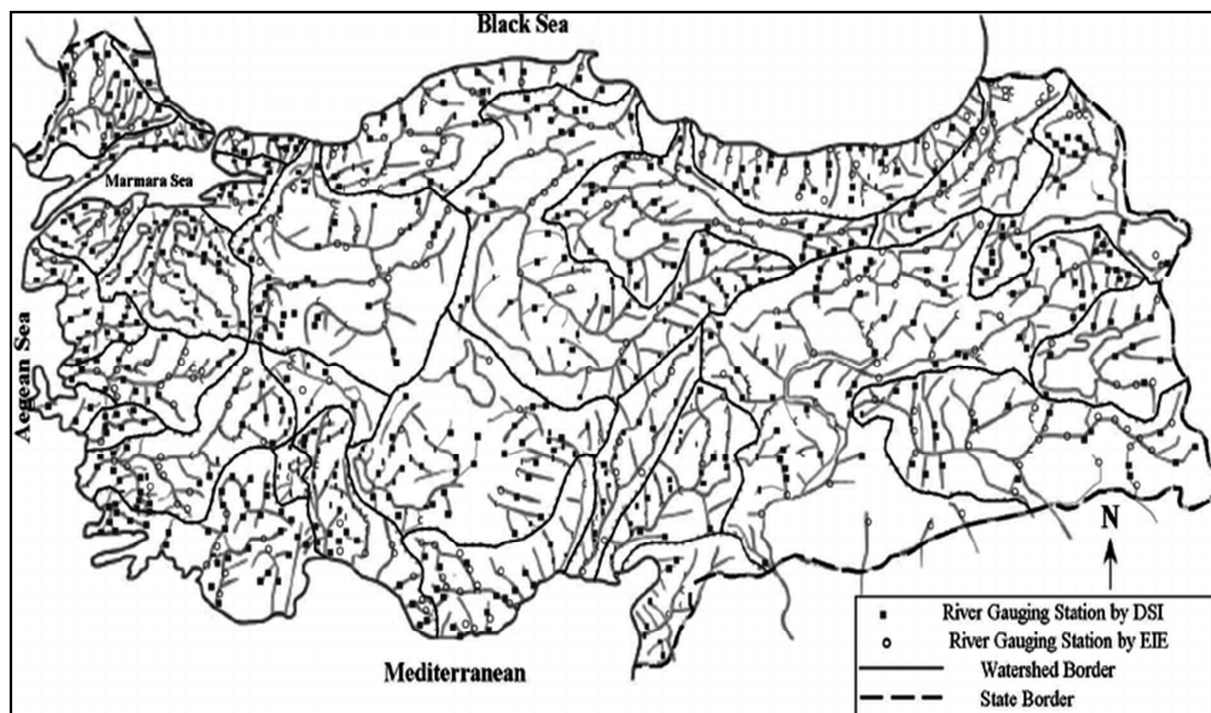 Black Sea
Marmara Sea
Aegean Sea
Mediterranean
N
River Gauging Station by DSI
River Gauging Station by EIE
Watershed Border
State Border